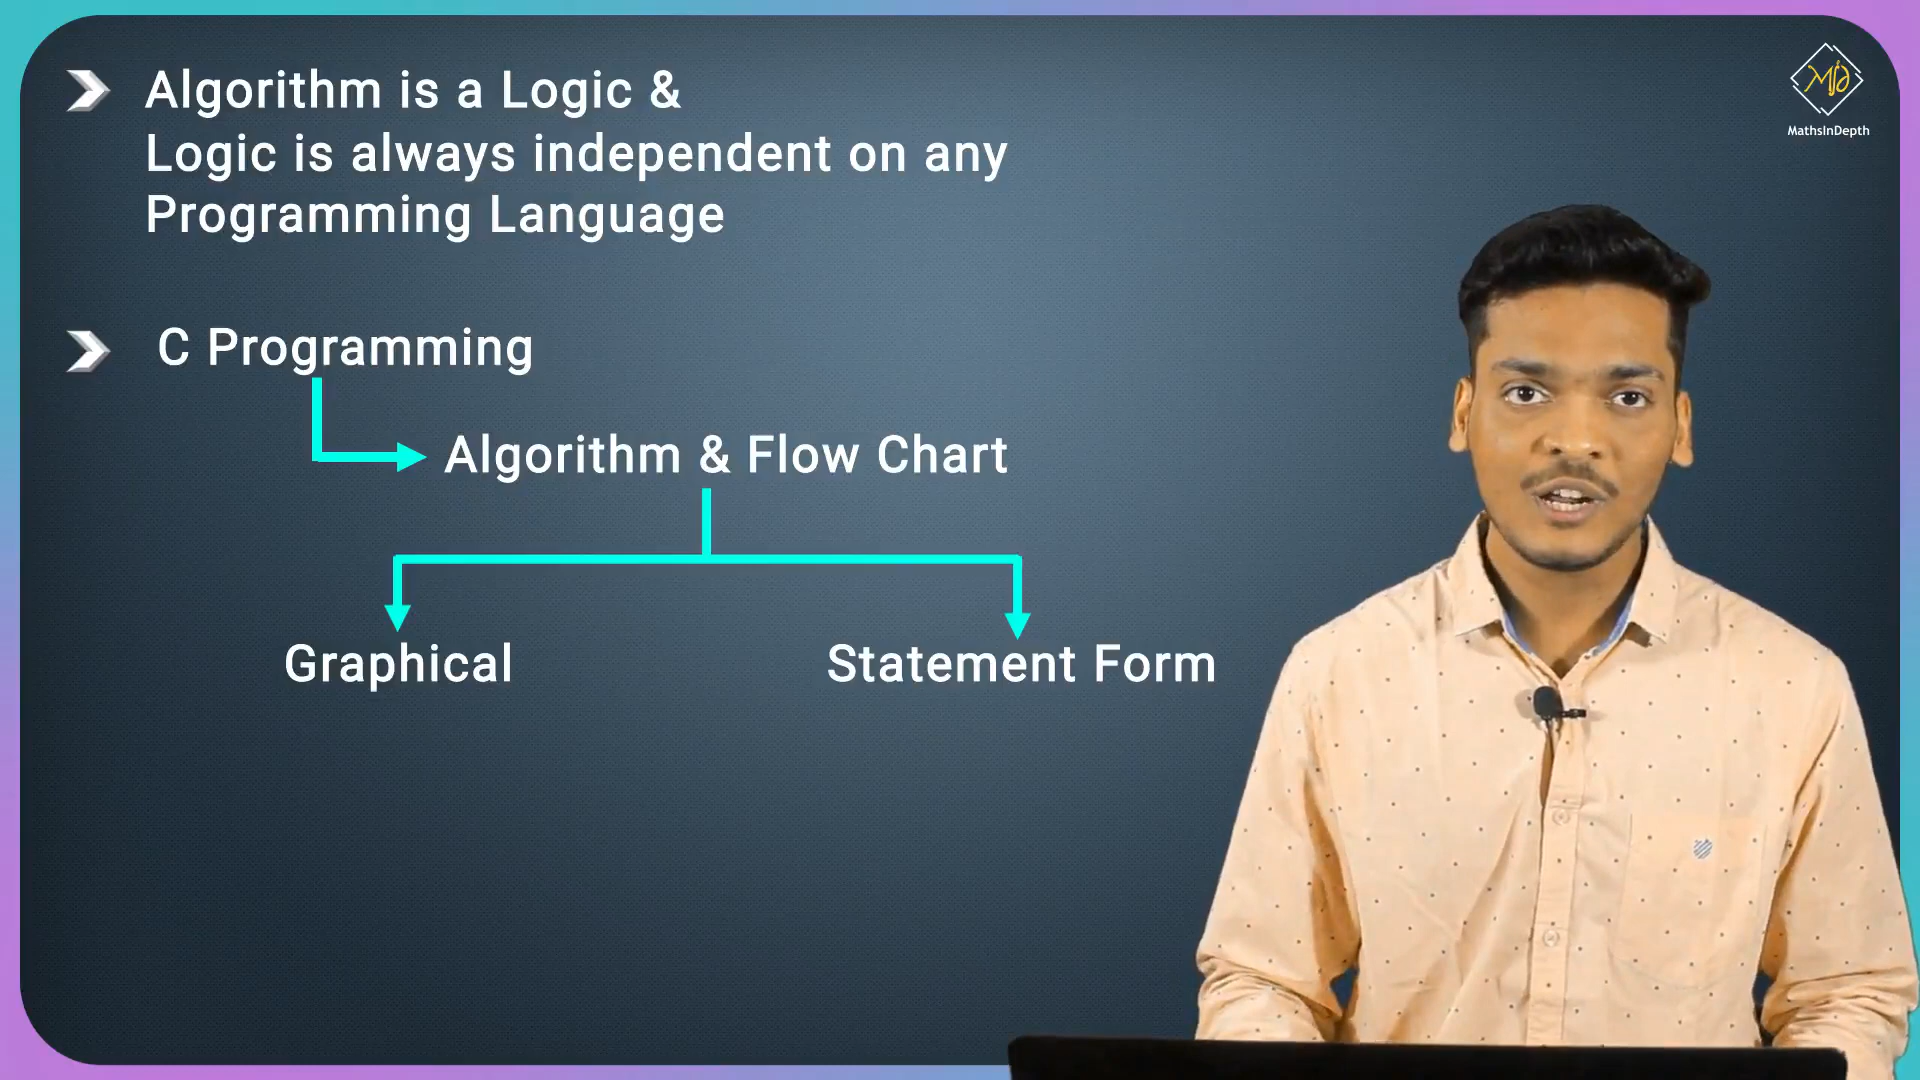 Algorithm is a Logic &
Logic is always independent on any
Programming Language
C Programming
Algorithm & Flow Chart
Graphical
Statement Form
MathsInDepth